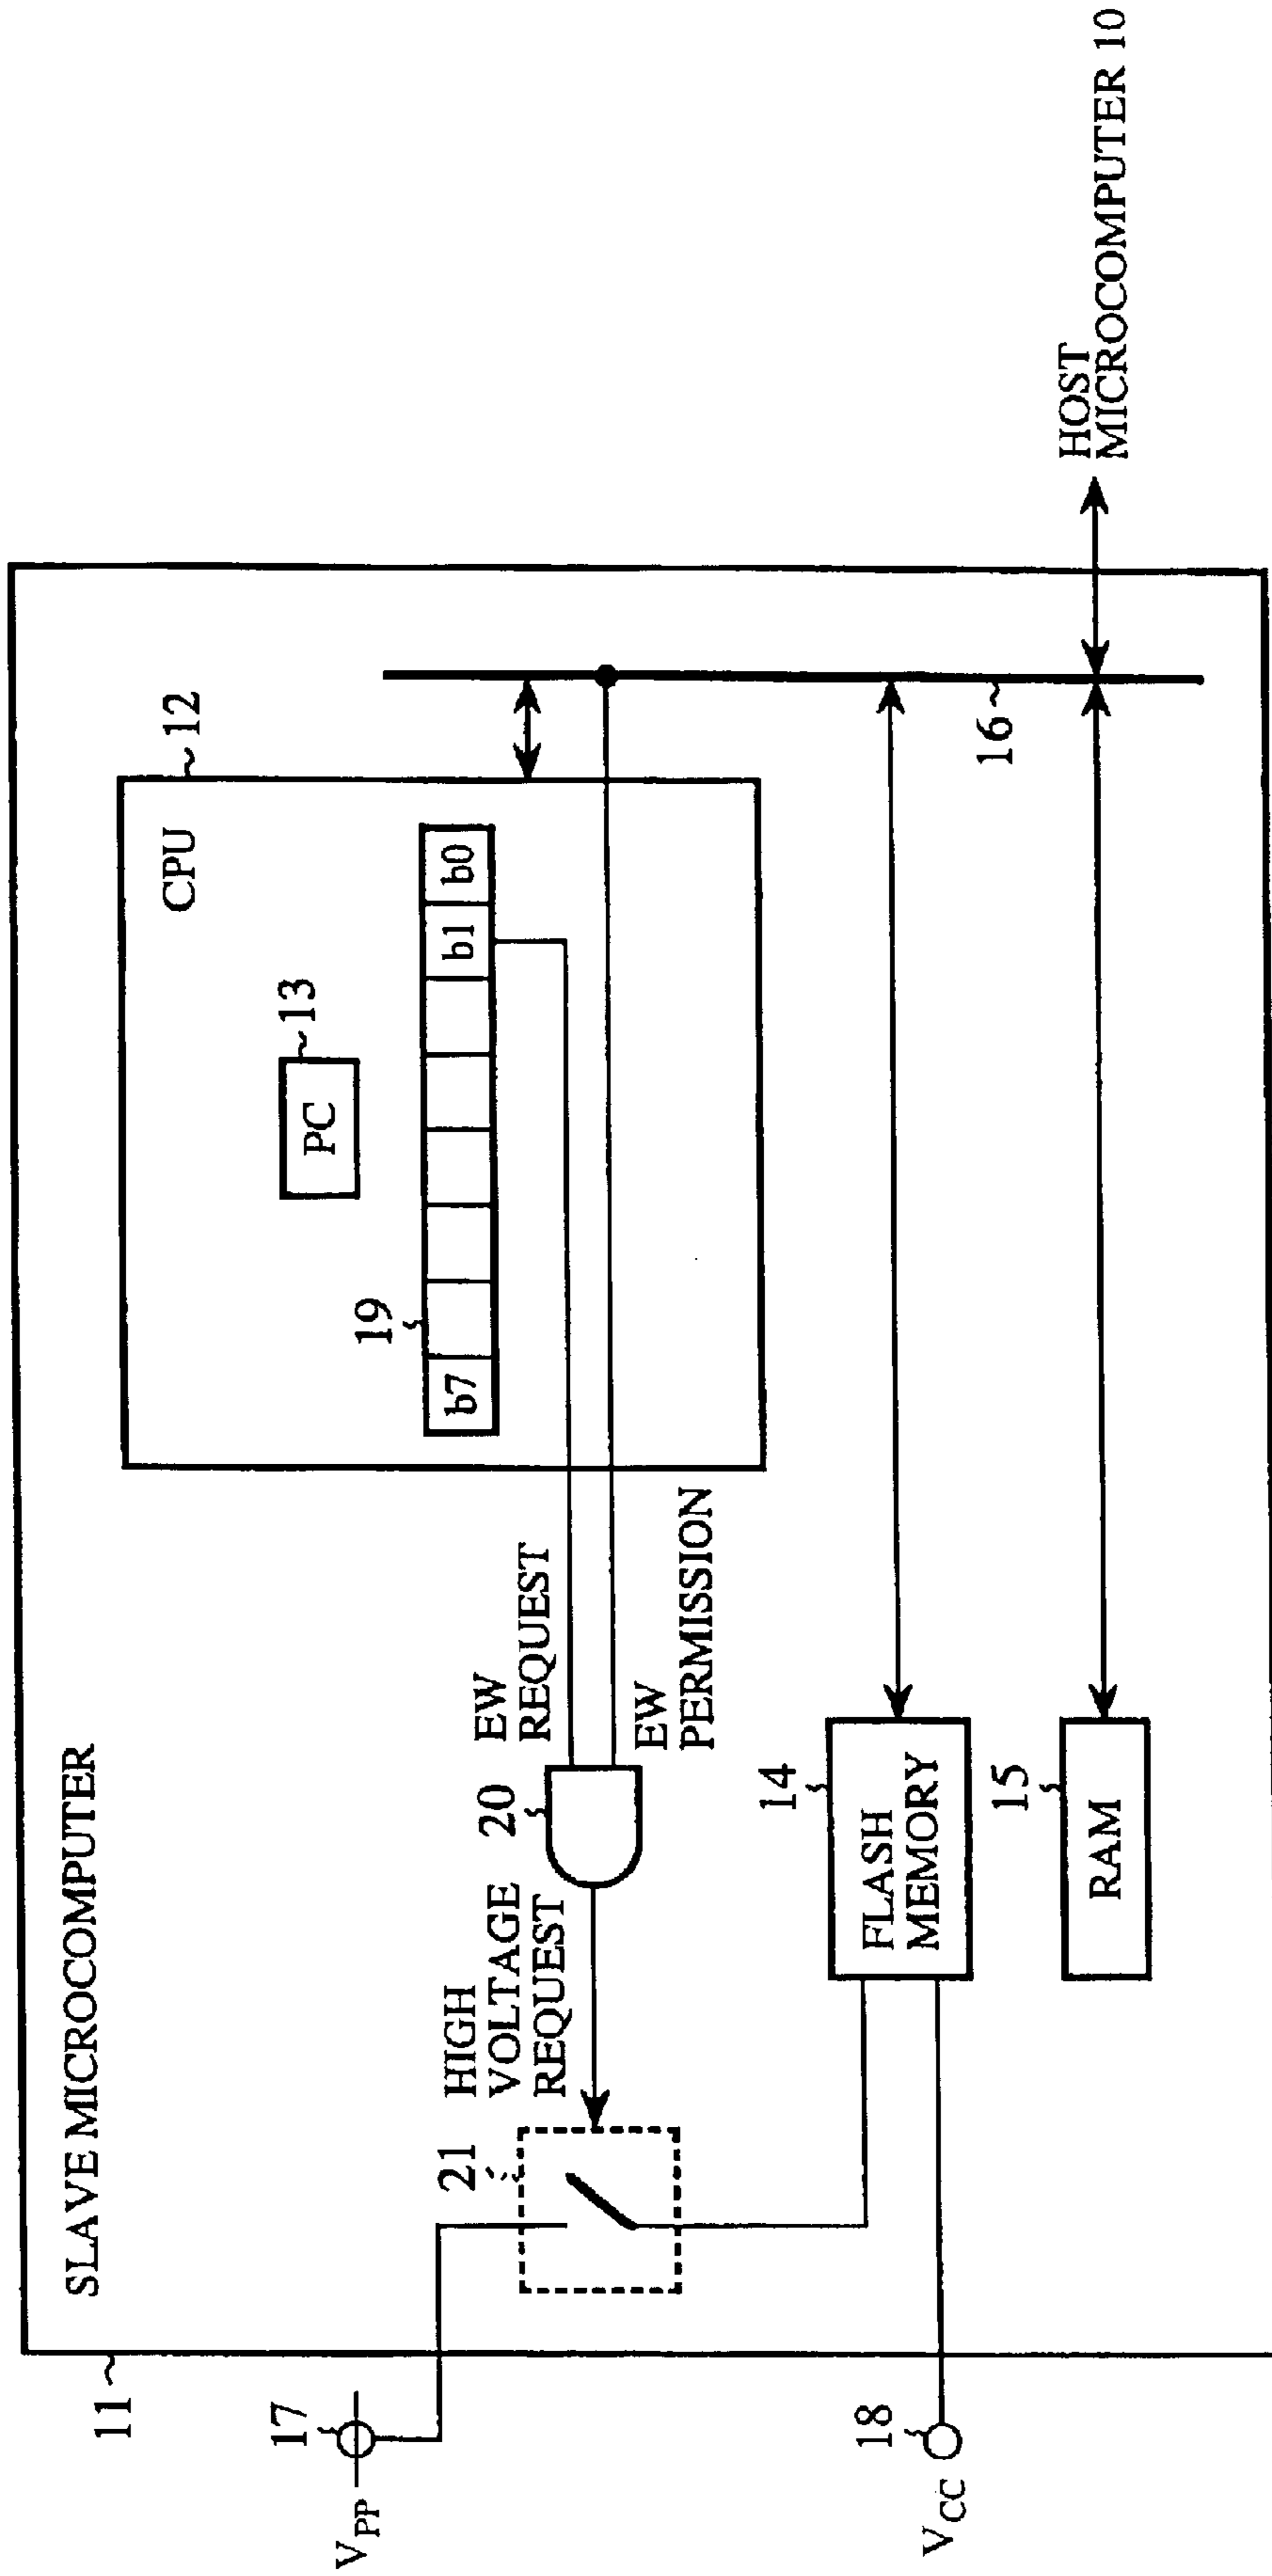 SLAVE MICROCOMPUTER
11
17
V_PP
18
V_CC
21
HIGH
VOLTAGE
REQUEST
20
EW
REQUEST
EW
PERMISSION
CPU
12
PC
13
19
b7
b1
b0
14
FLASH
MEMORY
15
RAM
16
HOST
MICROCOMPUTER 10